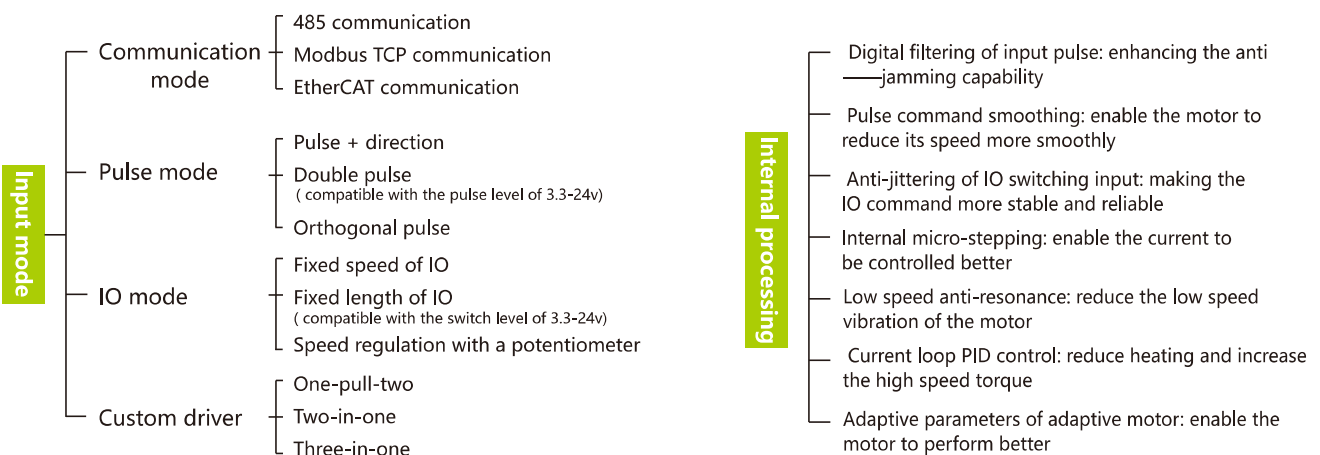 Input mode
Communication
mode
485 communication
Modbus TCP communication
EtherCAT communication
Pulse mode
Pulse + direction
Double pulse
( compatible with the pulse level of 3.3-24v)
Orthogonal pulse
IO mode
Fixed speed of IO
Fixed length of IO
( compatible with the switch level of 3.3-24v)
Speed regulation with a potentiometer
Custom driver
One-pull-two
Two-in-one
Three-in-one
Internal processing
Digital filtering of input pulse: enhancing the anti
——jamming capability
Pulse command smoothing: enable the motor to
reduce its speed more smoothly
Anti-jittering of IO switching input: making the
IO command more stable and reliable
Internal micro-stepping: enable the current to
be controlled better
Low speed anti-resonance: reduce the low speed
vibration of the motor
Current loop PID control: reduce heating and increase
the high speed torque
Adaptive parameters of adaptive motor: enable the
motor to perform better